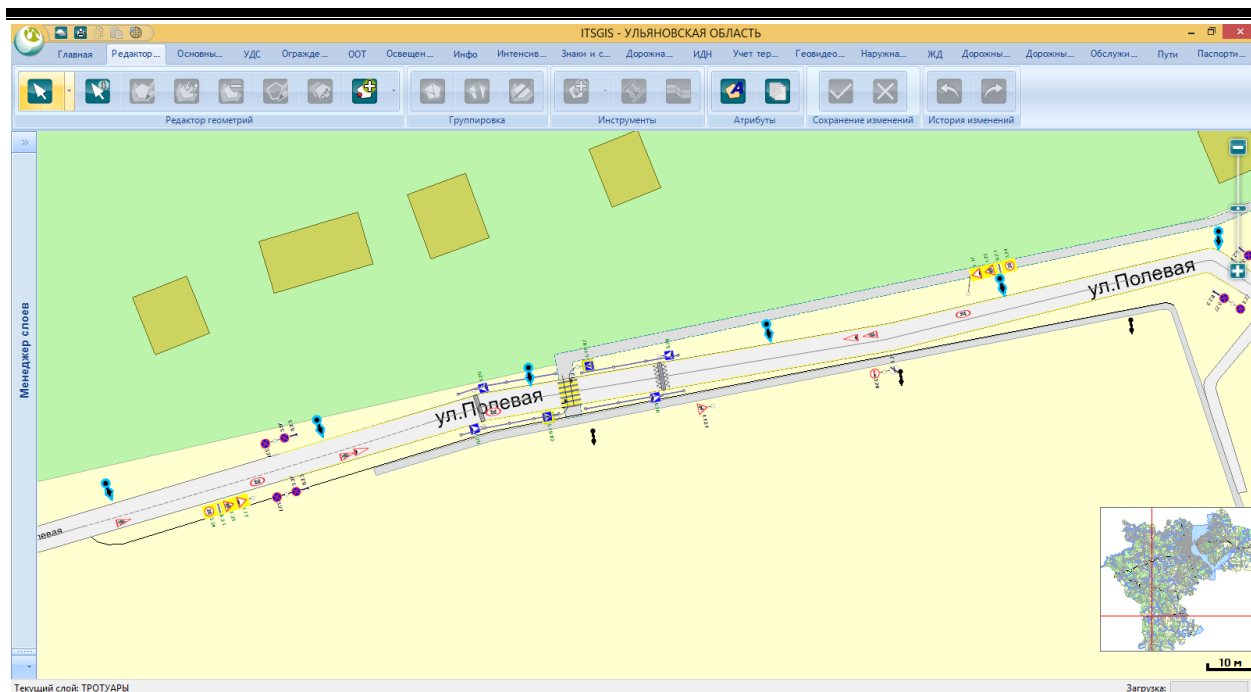 ITSGIS - УЛЬЯНОВСКАЯ ОБЛАСТЬ
Главная Редактор... Основны... УДС Огражде... ООТ Освещен... Инфо Интенсив... Знаки и с... Дорожна... ИДН Учет тер... Геовидео... Наружна... ЖД Дорожны... Дорожны... Обслужи... Пути Паспорти...
Редактор геометрий Группировка Инструменты Атрибуты Сохранение изменений История изменений
Менеджер слоев
ул.Полевая
ул.Полевая
левая
10 м
Текущий слой: ТРОТУАРЫ Загрузка: